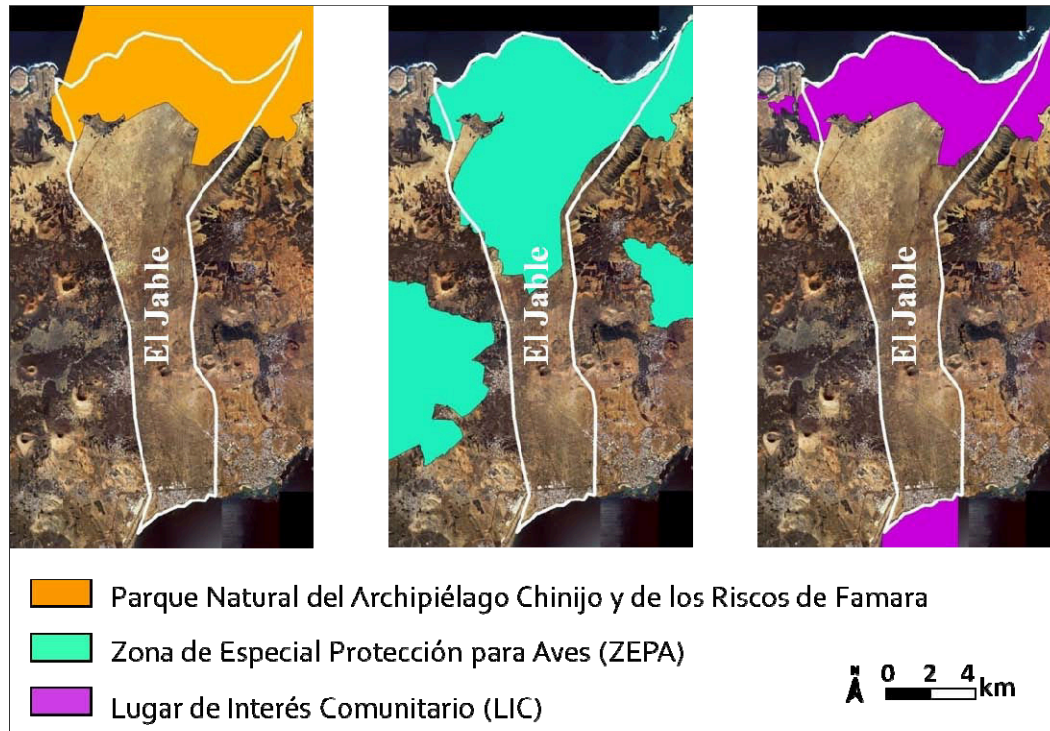 El Jable
El Jable
El Jable
Parque Natural del Archipiélago Chinijo y de los Riscos de Famara
Zona de Especial Protección para Aves (ZEPA)
Lugar de Interés Comunitario (LIC)
N
0 2 4
km